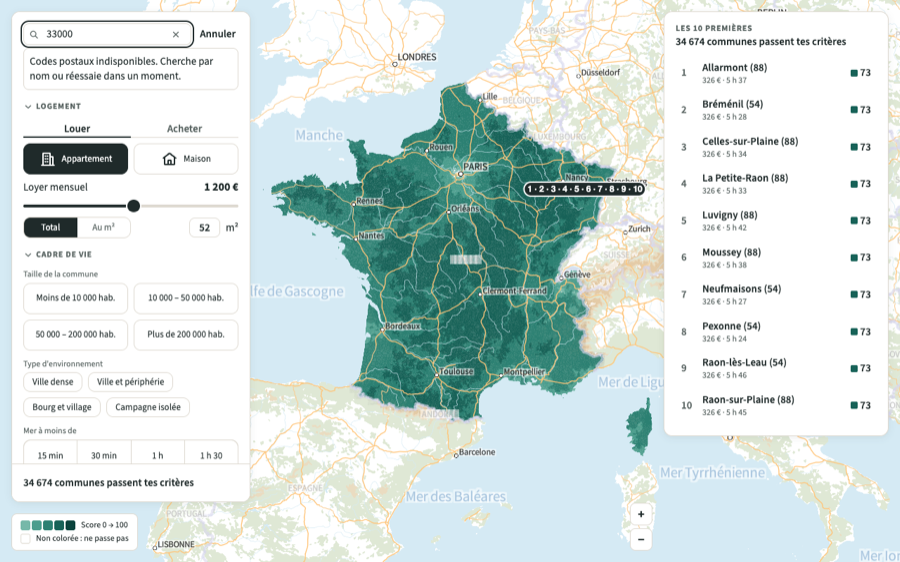 33000
Annuler
Codes postaux indisponibles. Cherche par
nom ou réessaie dans un moment.
LOGEMENT
Louer
Acheter
Appartement
Maison
Loyer mensuel
1 200 €
Total
Au m²
52 m²
CADRE DE VIE
Taille de la commune
Moins de 10 000 hab.
10 000 – 50 000 hab.
50 000 – 200 000 hab.
Plus de 200 000 hab.
Type d'environnement
Ville dense
Ville et périphérie
Bourg et village
Campagne isolée
Mer à moins de
15 min
30 min
1 h
1 h 30
34 674 communes passent tes critères
Score 0 → 100
Non colorée : ne passe pas
PAYS-BAS
LONDRES
Düsseldorf
Lille
BELGIQUE
Manche
LUXEMBOURG
Rouen
PARIS
Nancy
Strasbourg
1 · 2 · 3 · 4 · 5 · 6 · 7 · 8 · 9 · 10
Rennes
Orléans
Nantes
Zurich
SUISSE
Genève
Clermont Ferrand
lfe de Gascogne
Bordeaux
Toulouse
Montpellier
Mer de Ligu
ANDORRE
Barcelone
Mer Tyrrhénienne
ESPAGNE
Mer des Baléares
PORTUGAL
LISBONNE
Mer Ion
+
−
BERLIN
LES 10 PREMIÈRES
34 674 communes passent tes critères
1 Allarmont (88) 73
326 € · 5 h 37
2 Bréménil (54) 73
326 € · 5 h 28
3 Celles-sur-Plaine (88) 73
326 € · 5 h 34
4 La Petite-Raon (88) 73
326 € · 5 h 33
5 Luvigny (88) 73
326 € · 5 h 42
6 Moussey (88) 73
326 € · 5 h 38
7 Neufmaisons (54) 73
326 € · 5 h 27
8 Pexonne (54) 73
326 € · 5 h 24
9 Raon-lès-Leau (54) 73
326 € · 5 h 46
10 Raon-sur-Plaine (88) 73
326 € · 5 h 45